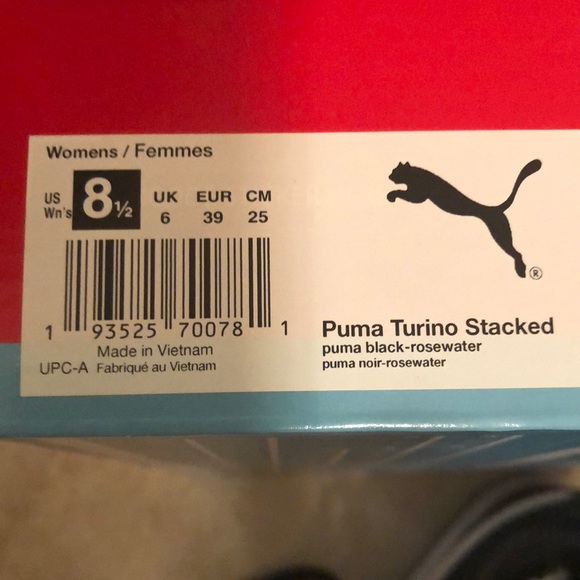 Womens / Femmes
US Wn's 8½
UK EUR CM
6 39 25
1 93525 70078 1
Made in Vietnam
UPC-A Fabriqué au Vietnam
®
Puma Turino Stacked
puma black-rosewater
puma noir-rosewater